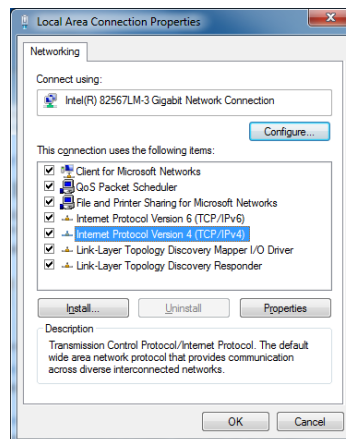 Local Area Connection Properties
Networking
Connect using:
Intel(R) 82567LM-3 Gigabit Network Connection
Configure...
This connection uses the following items:
Client for Microsoft Networks
QoS Packet Scheduler
File and Printer Sharing for Microsoft Networks
Internet Protocol Version 6 (TCP/IPv6)
Internet Protocol Version 4 (TCP/IPv4)
Link-Layer Topology Discovery Mapper I/O Driver
Link-Layer Topology Discovery Responder
Install...
Uninstall
Properties
Description
Transmission Control Protocol/Internet Protocol. The default
wide area network protocol that provides communication
across diverse interconnected networks.
OK
Cancel